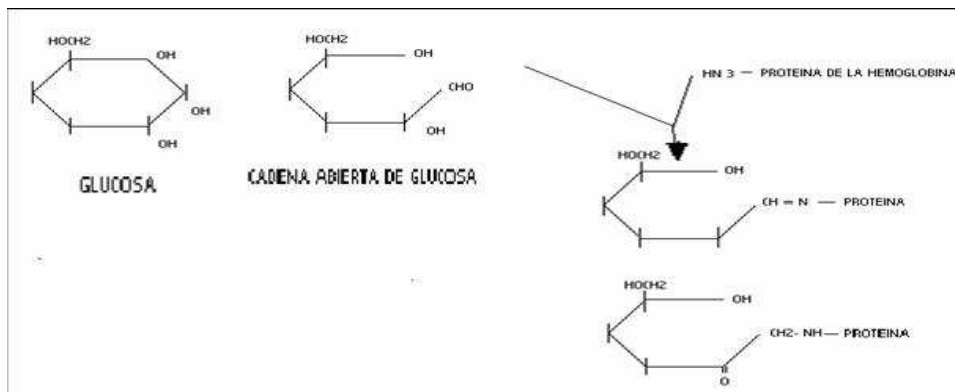 HOCH2
OH
OH
OH
GLUCOSA
HOCH2
OH
CHO
OH
CADENA ABIERTA DE GLUCOSA
HN 3 — PROTEINA DE LA HEMOGLOBINA
HOCH2
OH
CH = N — PROTEINA
HOCH2
OH
CH2- NH— PROTEINA
O